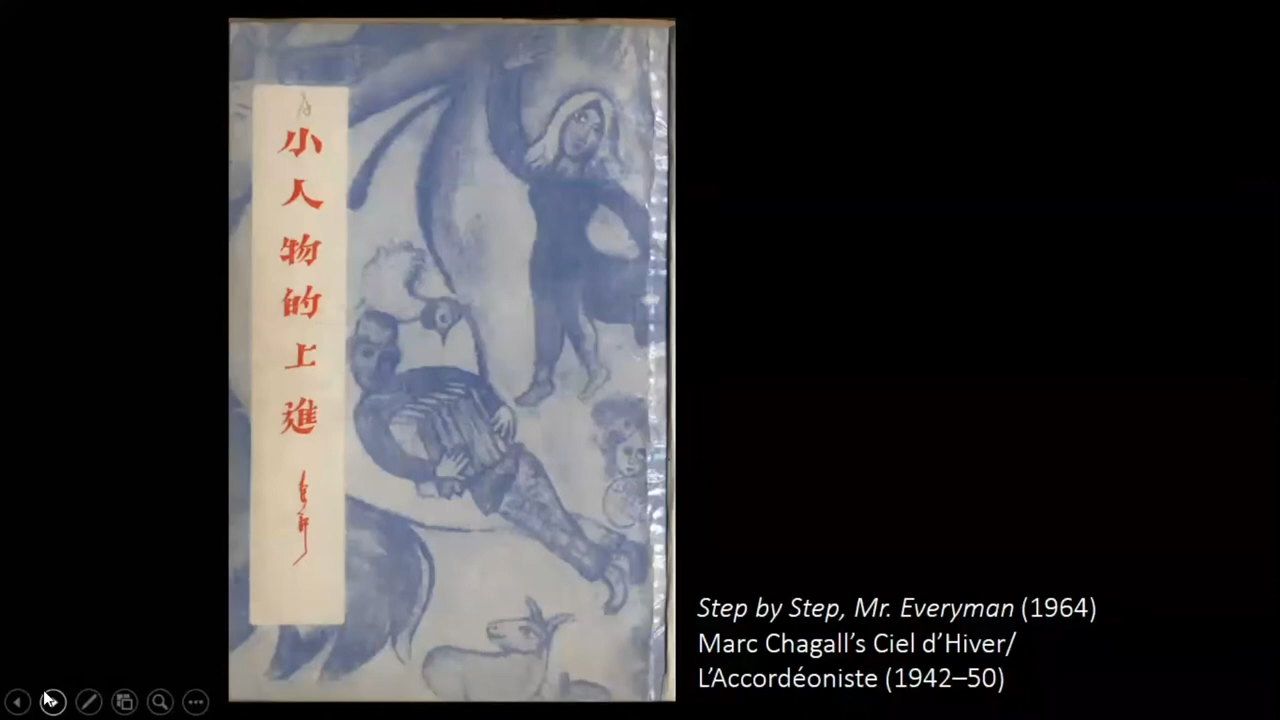 小人物的上進
Step by Step, Mr. Everyman (1964)
Marc Chagall’s Ciel d’Hiver/
L’Accordéoniste (1942–50)